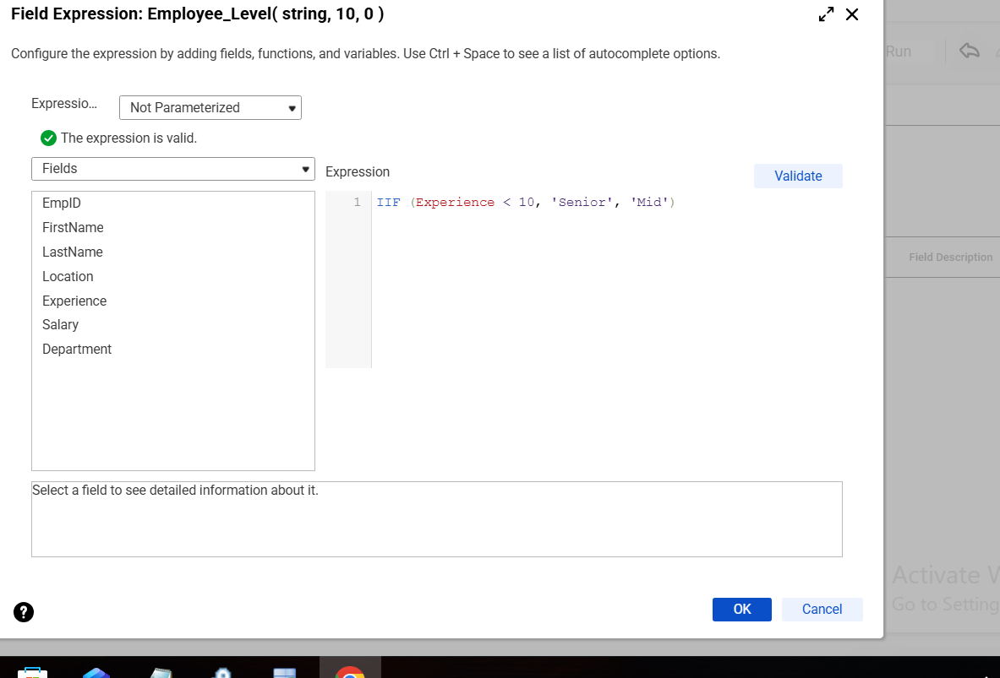 Field Expression: Employee_Level( string, 10, 0 )
Configure the expression by adding fields, functions, and variables. Use Ctrl + Space to see a list of autocomplete options.
Run
Expressio...
Not Parameterized
The expression is valid.
Fields
Expression
Validate
EmpID
FirstName
LastName
Location
Experience
Salary
Department
1
IIF (Experience < 10, 'Senior', 'Mid')
Field Description
Select a field to see detailed information about it.
Activate W
Go to Setting
?
OK
Cancel